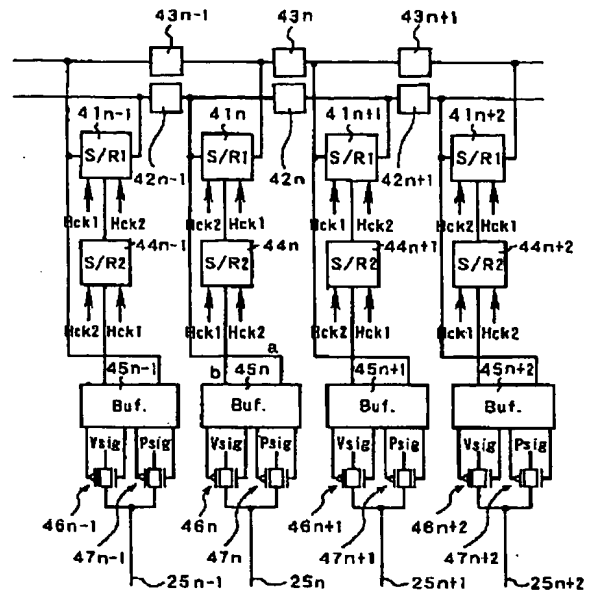 43n-1 43n 43n+1
41n-1 41n 41n+1 41n+2
S/R1 S/R1 S/R1 S/R1
42n-1 42n 42n+1
Hck1 Hck2 Hck2 Hck1 Hck1 Hck2 Hck2 Hck1
44n-1 44n 44n+1 44n+2
S/R2 S/R2 S/R2 S/R2
Hck2 Hck1 Hck1 Hck2 Hck2 Hck1 Hck1 Hck2
a
45n-1 b 45n 45n+1 45n+2
Buf. Buf. Buf. Buf.
Vsig Psig Vsig Psig Vsig Psig Vsig Psig
46n-1 46n 46n+1 46n+2
47n-1 47n 47n+1 47n+2
25n-1 25n 25n+1 25n+2